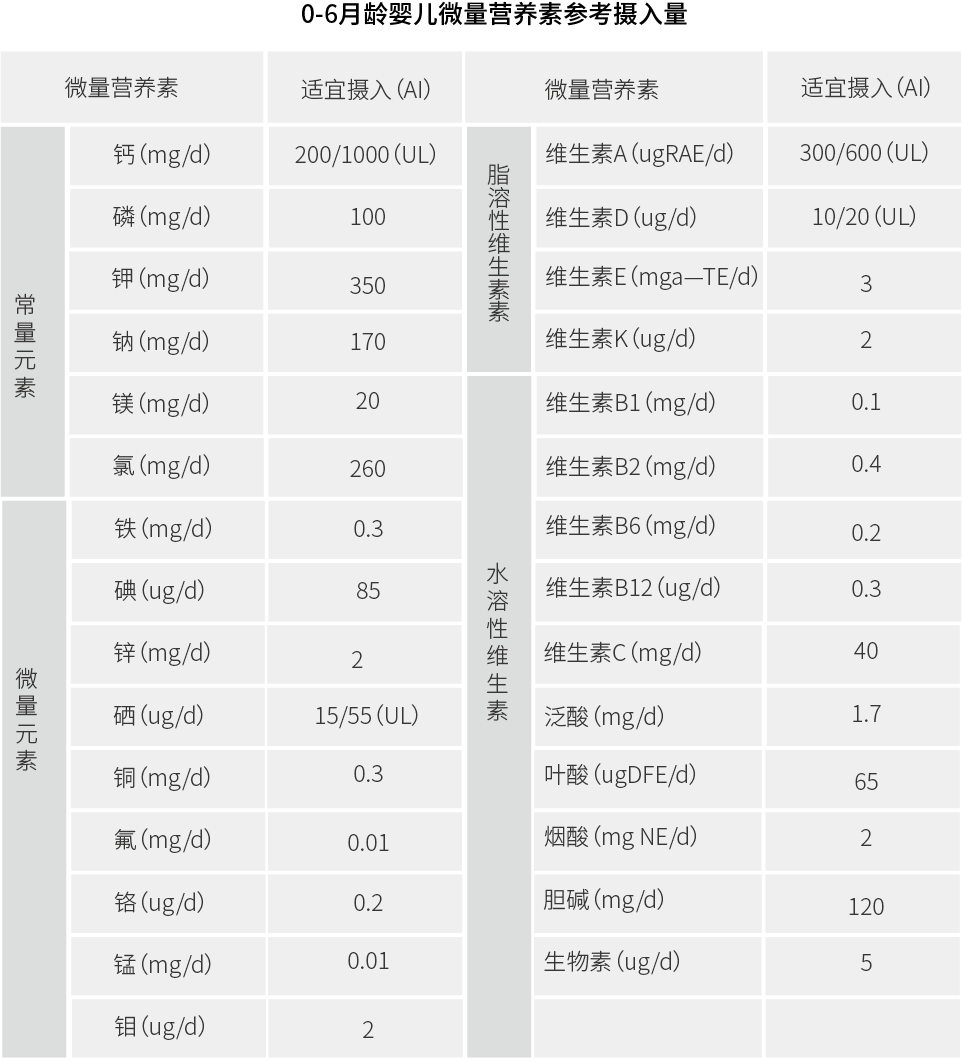 0-6月龄婴儿微量营养素参考摄入量
微量营养素 适宜摄入（AI） 微量营养素 适宜摄入（AI）
常量元素
钙（mg/d） 200/1000（UL）
磷（mg/d） 100
钾（mg/d） 350
钠（mg/d） 170
镁（mg/d） 20
氯（mg/d） 260
微量元素
铁（mg/d） 0.3
碘（ug/d） 85
锌（mg/d） 2
硒（ug/d） 15/55（UL）
铜（mg/d） 0.3
氟（mg/d） 0.01
铬（ug/d） 0.2
锰（mg/d） 0.01
钼（ug/d） 2
脂溶性维生素素
维生素A（ugRAE/d） 300/600（UL）
维生素D（ug/d） 10/20（UL）
维生素E（mga—TE/d） 3
维生素K（ug/d） 2
水溶性维生素
维生素B1（mg/d） 0.1
维生素B2（mg/d） 0.4
维生素B6（mg/d） 0.2
维生素B12（ug/d） 0.3
维生素C（mg/d） 40
泛酸（mg/d） 1.7
叶酸（ugDFE/d） 65
烟酸（mg NE/d） 2
胆碱（mg/d） 120
生物素（ug/d） 5